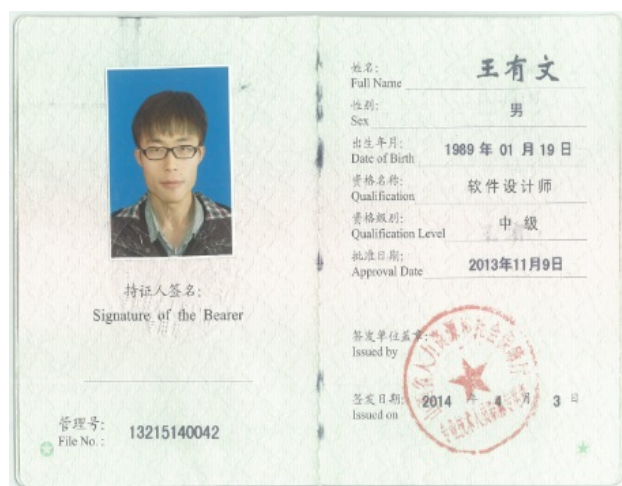 持证人签名:
Signature of the Bearer
管理号:
File No. :
13215140042
姓名:
Full Name
王有文
性别:
Sex
男
出生年月:
Date of Birth
1989 年 01 月 19 日
资格名称:
Qualification
软件设计师
资格级别:
Qualification Level
中 级
批准日期:
Approval Date
2013年11月9日
签发单位盖章:
Issued by
签发日期:
Issued on
2014 年 4 月 3 日